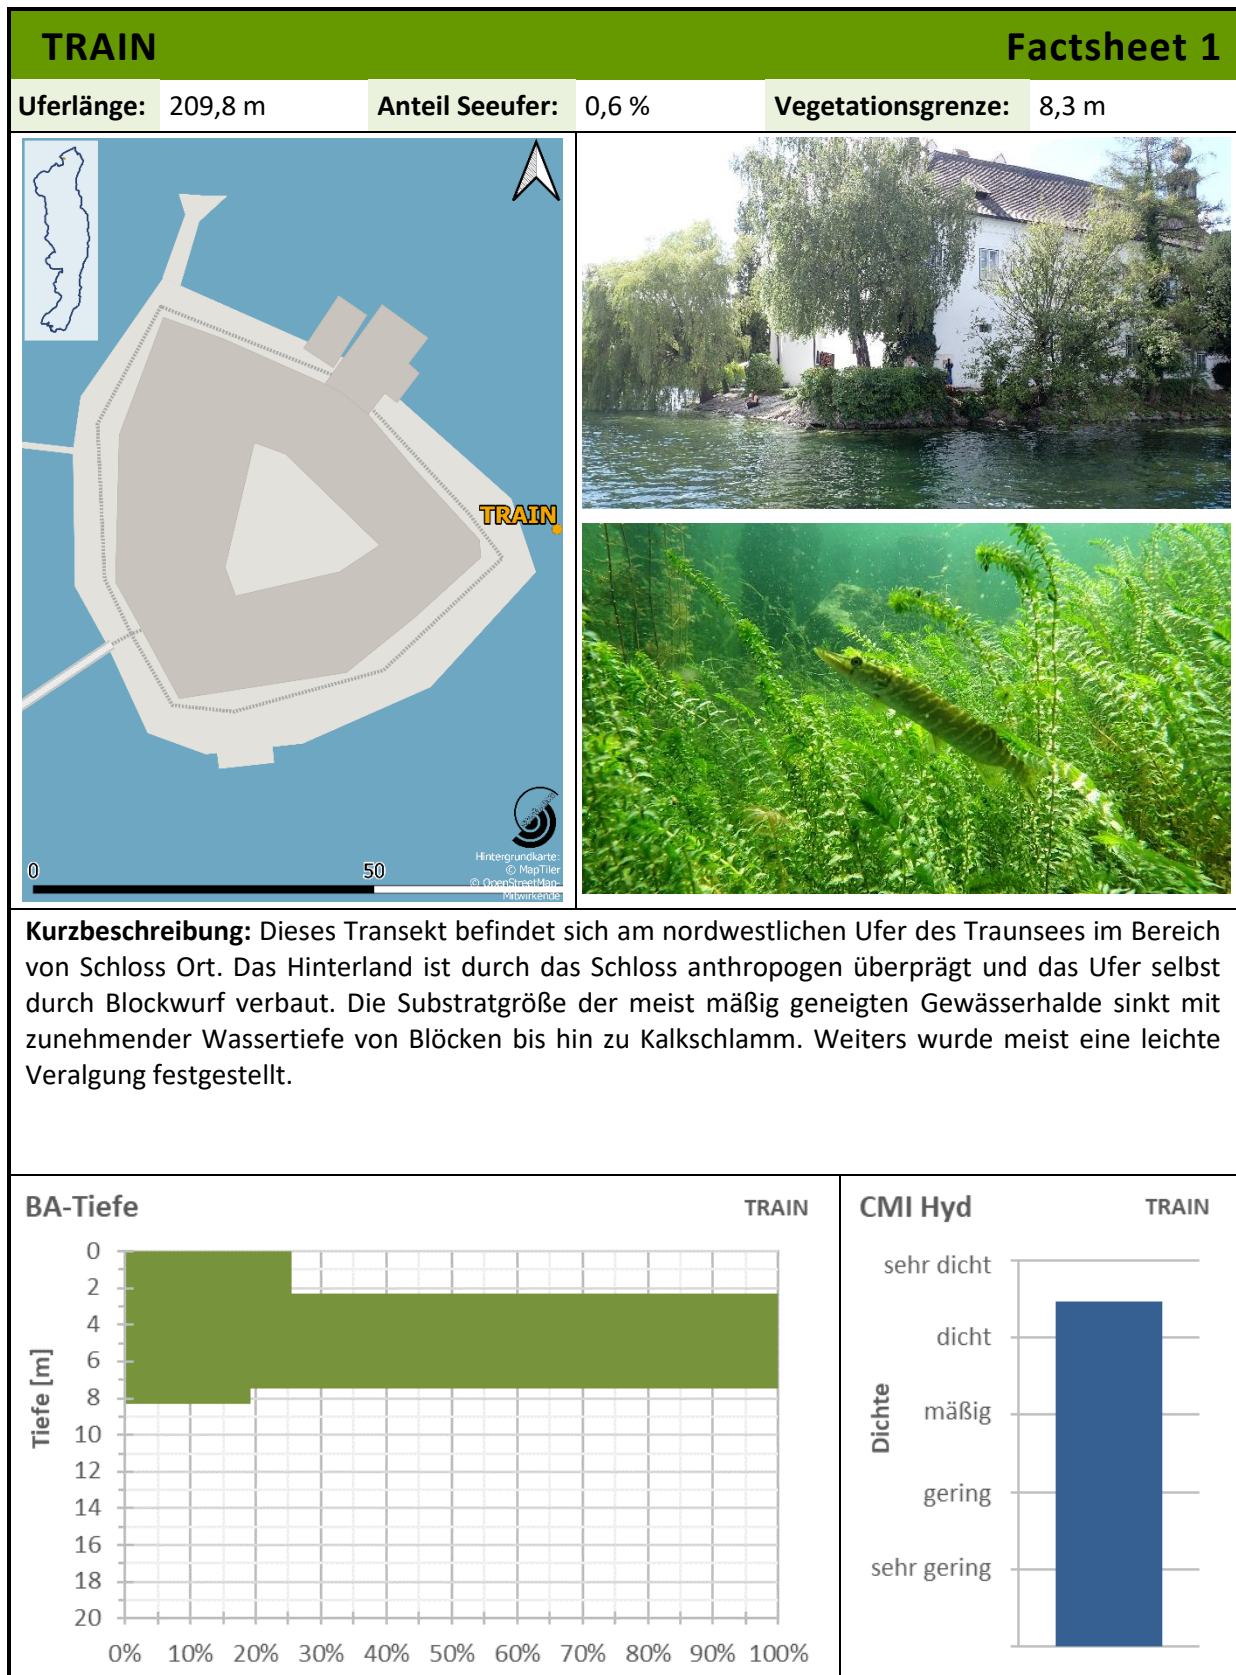 TRAIN Factsheet 1
Uferlänge: 209,8 m Anteil Seeufer: 0,6 % Vegetationsgrenze: 8,3 m
TRAIN
0 50
Hintergrundkarte:
© MapTiler
© OpenStreetMap-
Mitwirkende
Kurzbeschreibung: Dieses Transekt befindet sich am nordwestlichen Ufer des Traunsees im Bereich
von Schloss Ort. Das Hinterland ist durch das Schloss anthropogen überprägt und das Ufer selbst
durch Blockwurf verbaut. Die Substratgröße der meist mäßig geneigten Gewässerhalde sinkt mit
zunehmender Wassertiefe von Blöcken bis hin zu Kalkschlamm. Weiters wurde meist eine leichte
Veralgung festgestellt.
BA-Tiefe TRAIN
Tiefe [m]
0
2
4
6
8
10
12
14
16
18
20
0% 10% 20% 30% 40% 50% 60% 70% 80% 90% 100%
CMI Hyd TRAIN
Dichte
sehr dicht
dicht
mäßig
gering
sehr gering